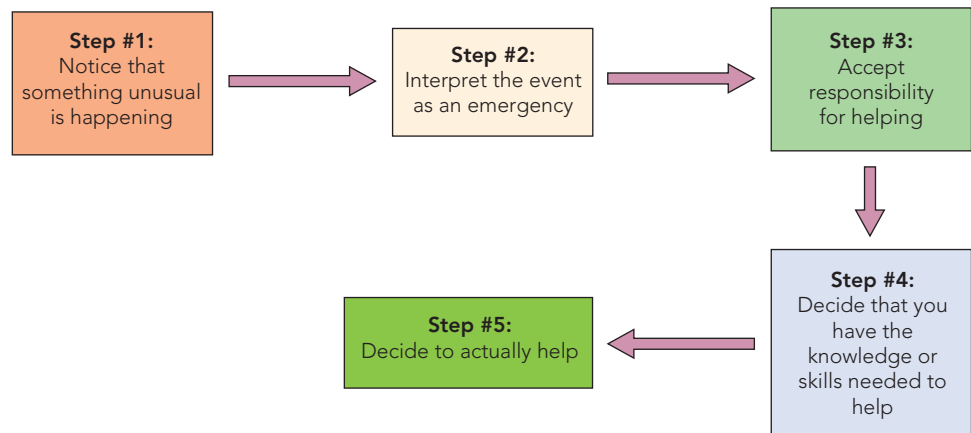 Step #1:
Notice that
something unusual
is happening
Step #2:
Interpret the event
as an emergency
Step #3:
Accept
responsibility
for helping
Step #4:
Decide that you
have the
knowledge or
skills needed to
help
Step #5:
Decide to actually help